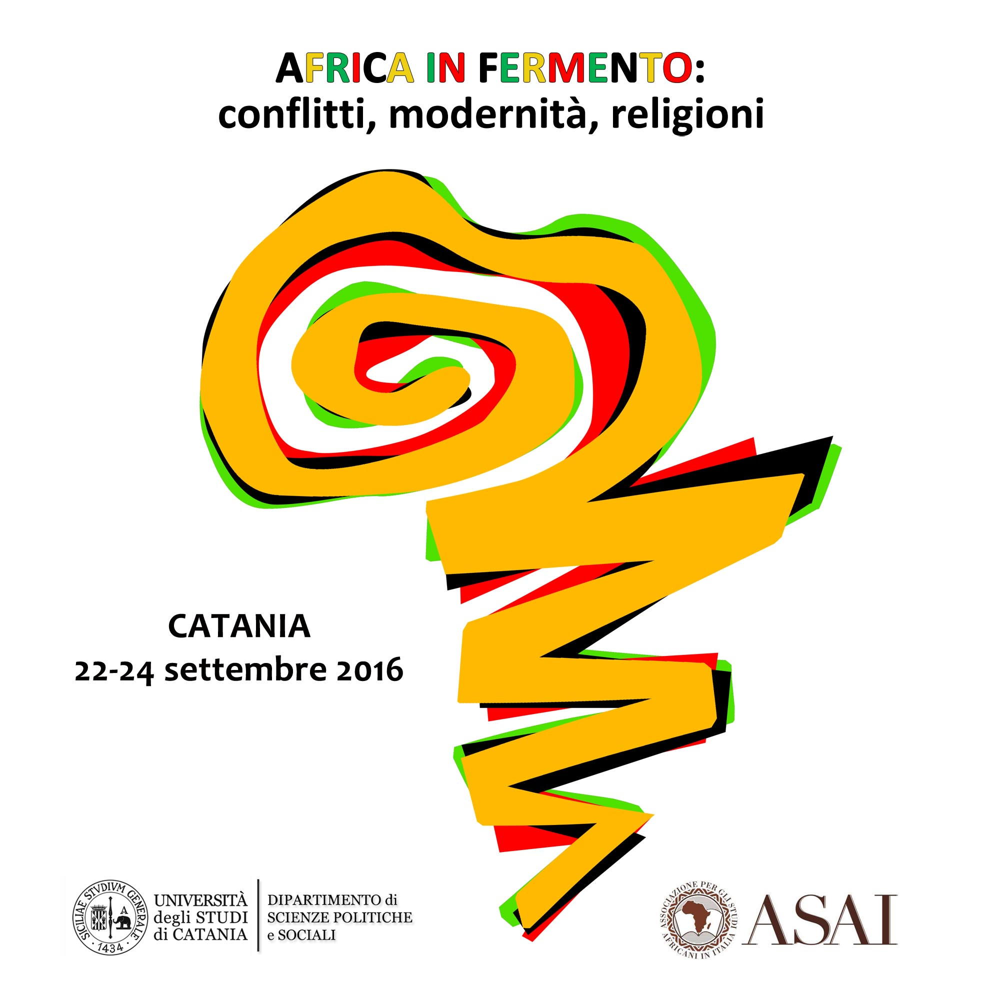 AFRICA IN FERMENTO:
conflitti, modernità, religioni
CATANIA
22-24 settembre 2016
SICILIAE STVDIVM GENERALE
· 1434 ·
A
UNIVERSITÀ
degli STUDI
di CATANIA
DIPARTIMENTO di
SCIENZE POLITICHE
e SOCIALI
ASSOCIAZIONE PER GLI STUDI
AFRICANI IN ITALIA
ASAI